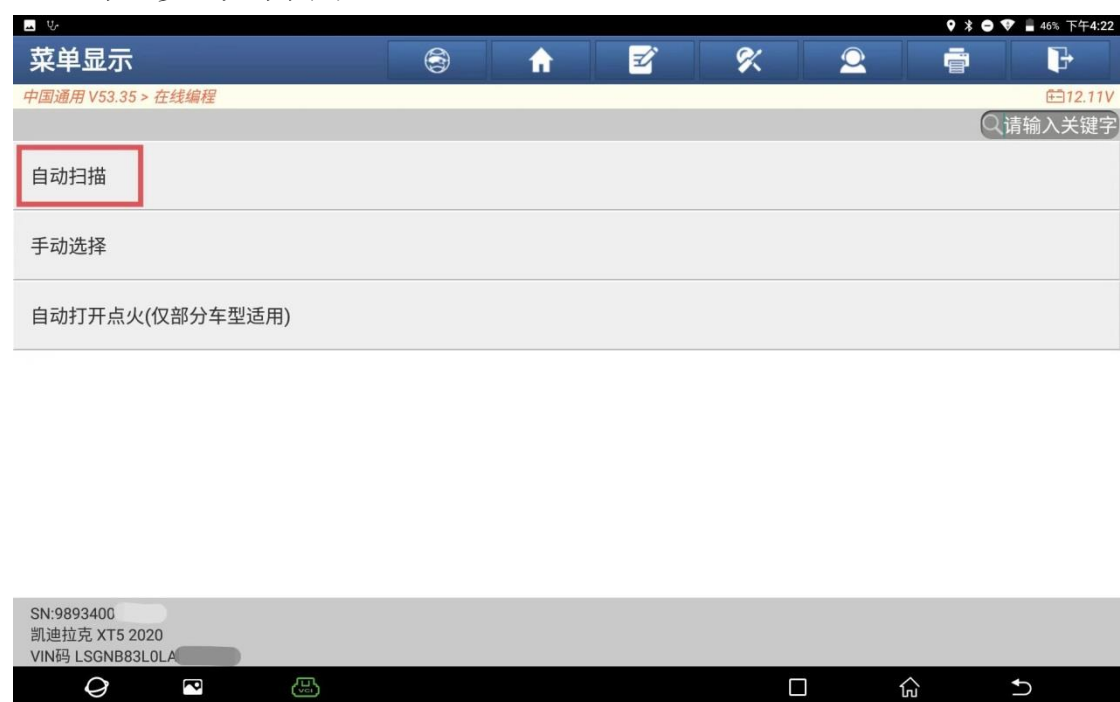 46% 下午4:22
菜单显示
中国通用 V53.35 > 在线编程
12.11V
请输入关键字
自动扫描
手动选择
自动打开点火(仅部分车型适用)
SN:9893400
凯迪拉克 XT5 2020
VIN码 LSGNB83L0LA
VCI